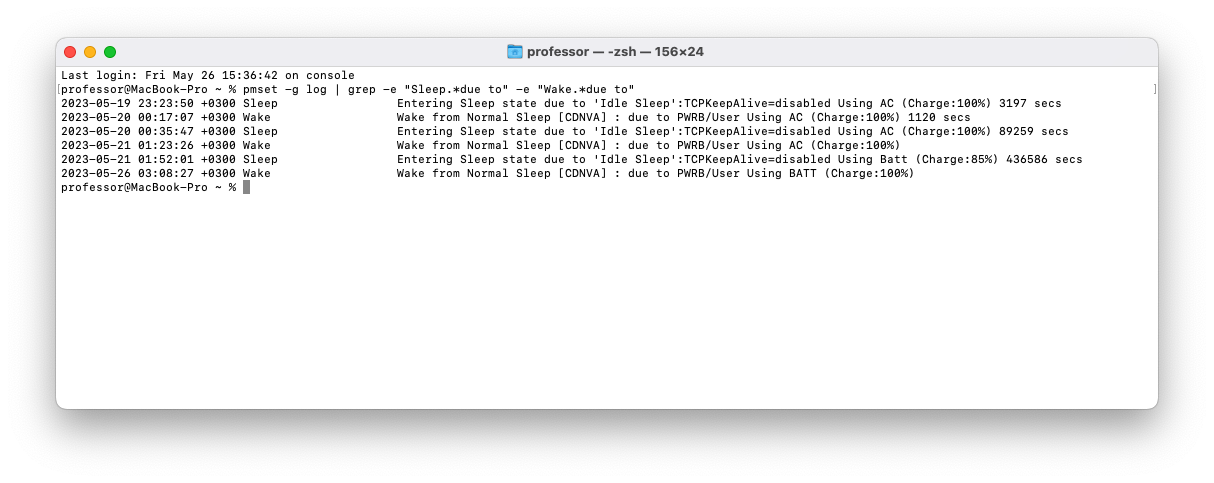 professor — -zsh — 156×24
Last login: Fri May 26 15:36:42 on console
[professor@MacBook-Pro ~ % pmset -g log | grep -e "Sleep.*due to" -e "Wake.*due to" ]
2023-05-19 23:23:50 +0300 Sleep Entering Sleep state due to 'Idle Sleep':TCPKeepAlive=disabled Using AC (Charge:100%) 3197 secs
2023-05-20 00:17:07 +0300 Wake Wake from Normal Sleep [CDNVA] : due to PWRB/User Using AC (Charge:100%) 1120 secs
2023-05-20 00:35:47 +0300 Sleep Entering Sleep state due to 'Idle Sleep':TCPKeepAlive=disabled Using AC (Charge:100%) 89259 secs
2023-05-21 01:23:26 +0300 Wake Wake from Normal Sleep [CDNVA] : due to PWRB/User Using AC (Charge:100%)
2023-05-21 01:52:01 +0300 Sleep Entering Sleep state due to 'Idle Sleep':TCPKeepAlive=disabled Using Batt (Charge:85%) 436586 secs
2023-05-26 03:08:27 +0300 Wake Wake from Normal Sleep [CDNVA] : due to PWRB/User Using BATT (Charge:100%)
professor@MacBook-Pro ~ %